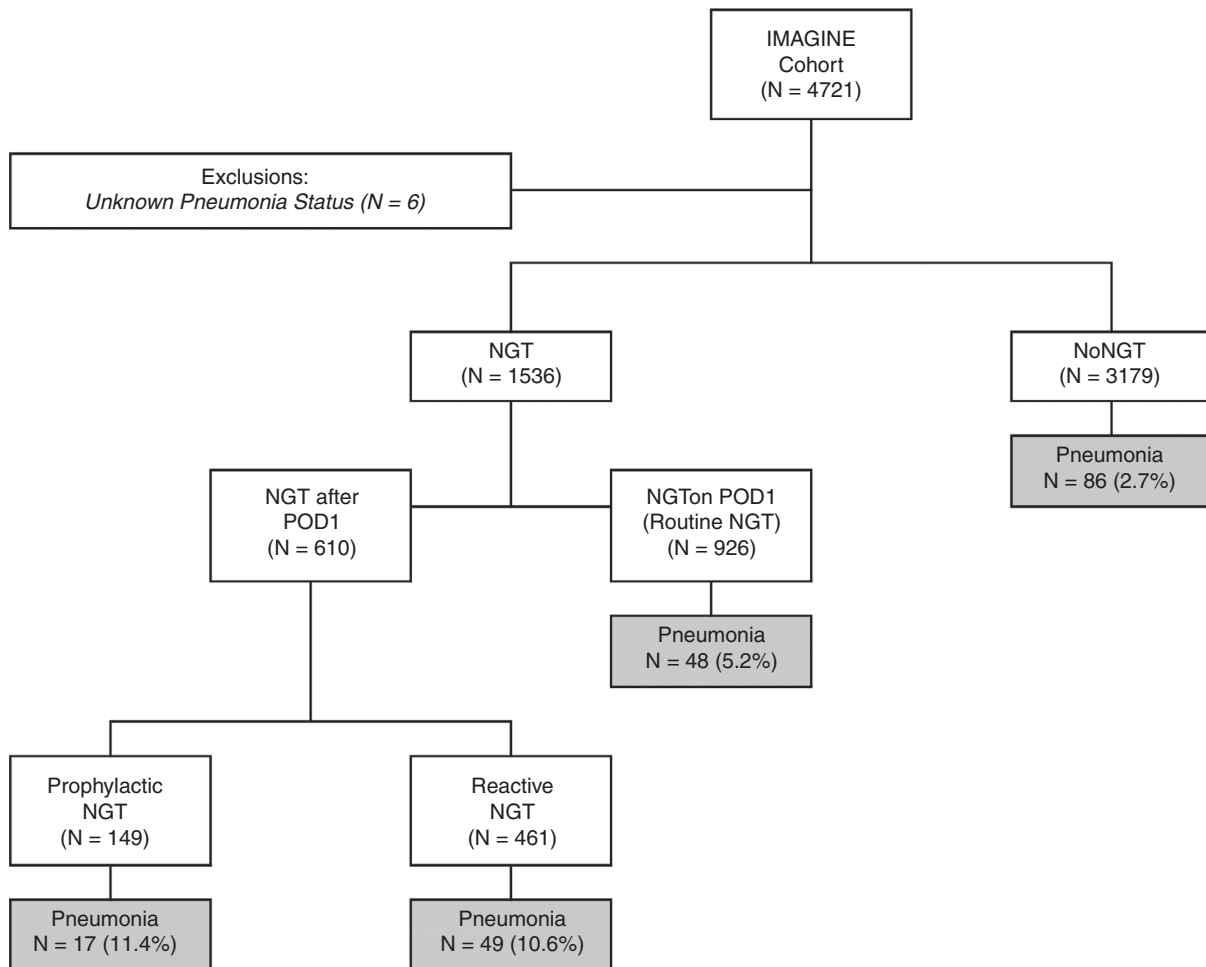 IMAGINE
Cohort
(N = 4721)
Exclusions:
Unknown Pneumonia Status (N = 6)
NGT
(N = 1536)
NoNGT
(N = 3179)
Pneumonia
N = 86 (2.7%)
NGT after
POD1
(N = 610)
NGTon POD1
(Routine NGT)
(N = 926)
Pneumonia
N = 48 (5.2%)
Prophylactic
NGT
(N = 149)
Reactive
NGT
(N = 461)
Pneumonia
N = 17 (11.4%)
Pneumonia
N = 49 (10.6%)